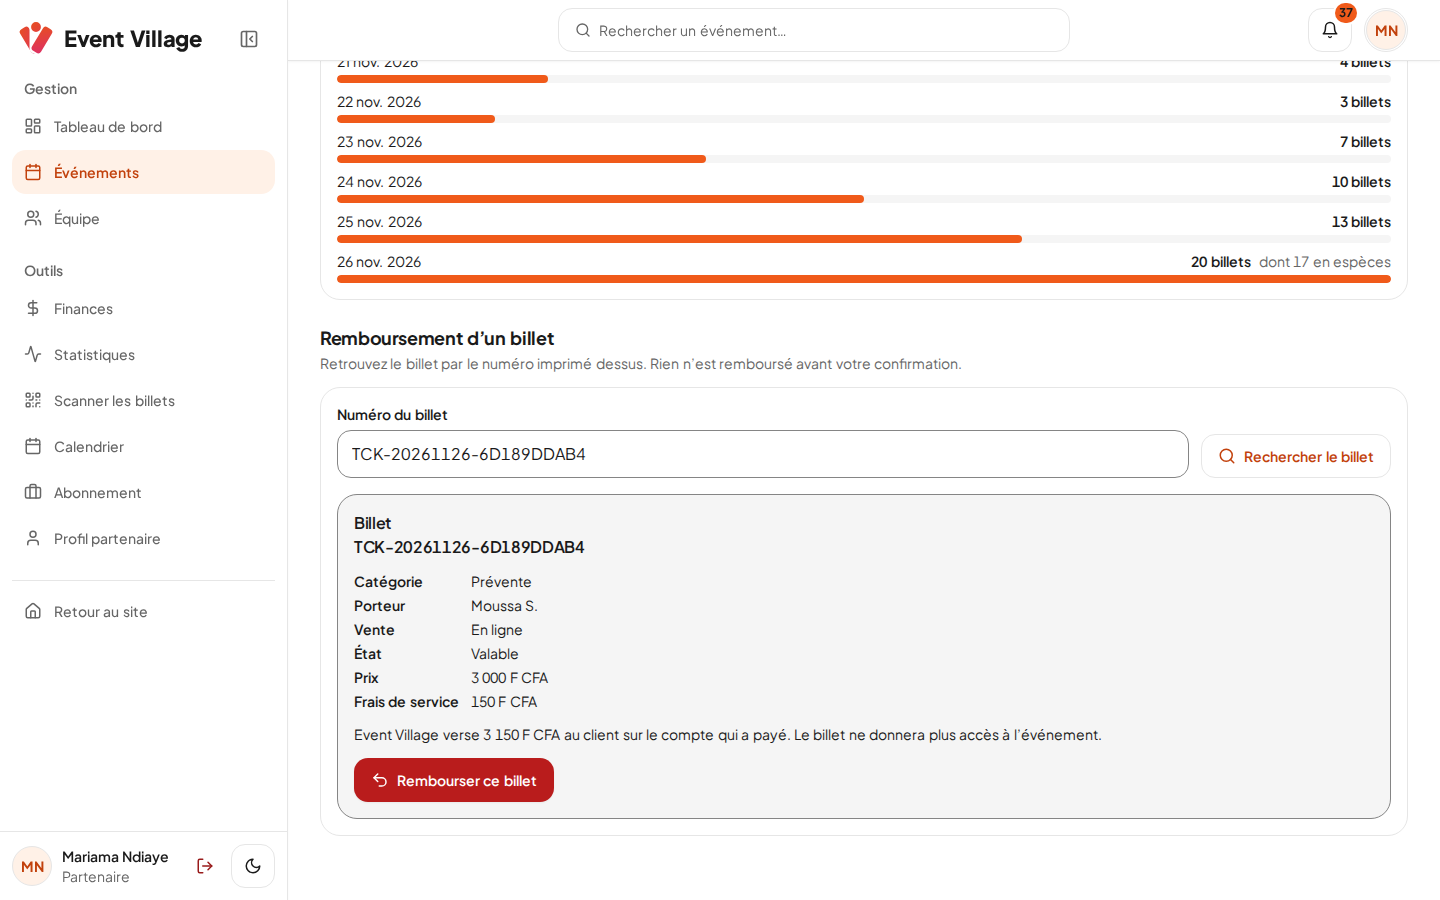 Event Village
Rechercher un événement...
37
MN
Gestion
Tableau de bord
Événements
Équipe
Outils
Finances
Statistiques
Scanner les billets
Calendrier
Abonnement
Profil partenaire
Retour au site
MN
Mariama Ndiaye
Partenaire
21 nov. 2026 4 billets
22 nov. 2026 3 billets
23 nov. 2026 7 billets
24 nov. 2026 10 billets
25 nov. 2026 13 billets
26 nov. 2026 20 billets dont 17 en espèces
Remboursement d’un billet
Retrouvez le billet par le numéro imprimé dessus. Rien n’est remboursé avant votre confirmation.
Numéro du billet
TCK-20261126-6D189DDAB4
Rechercher le billet
Billet
TCK-20261126-6D189DDAB4
Catégorie Prévente
Porteur Moussa S.
Vente En ligne
État Valable
Prix 3 000 F CFA
Frais de service 150 F CFA
Event Village verse 3 150 F CFA au client sur le compte qui a payé. Le billet ne donnera plus accès à l’événement.
Rembourser ce billet